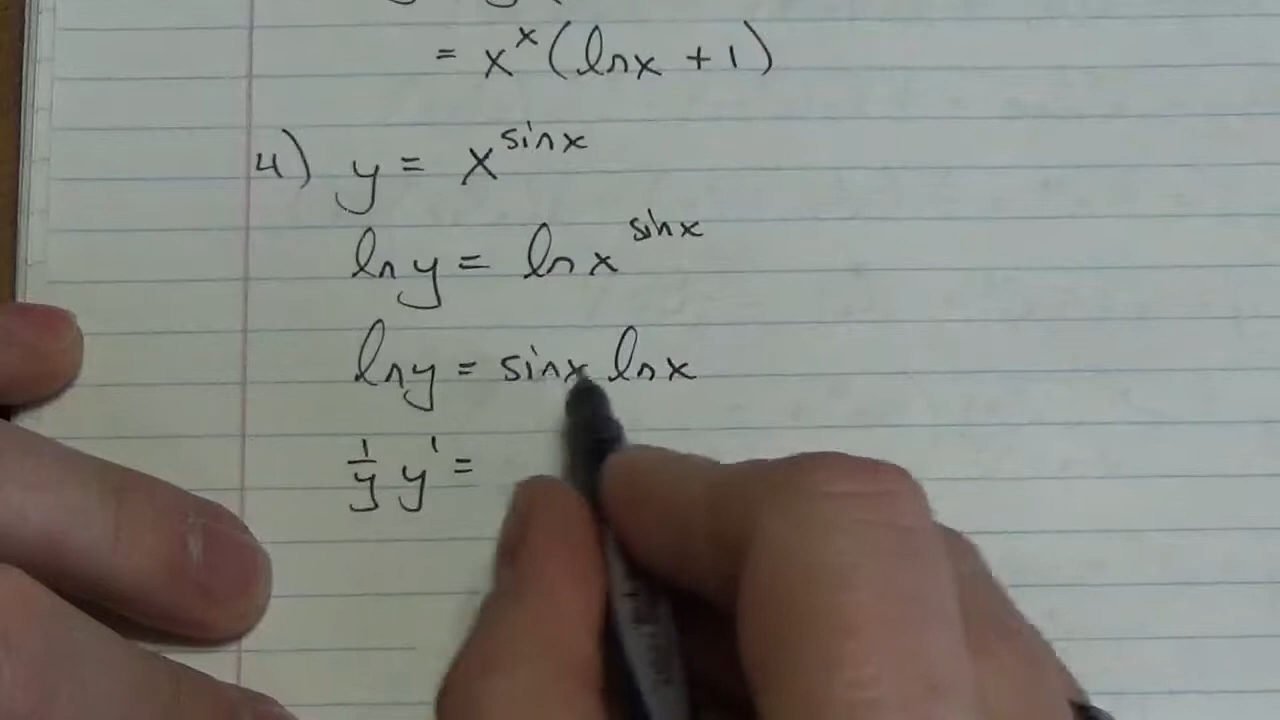 = x^x (ln x + 1)
4) y = x^sin x
ln y = ln x^sin x
ln y = sin x ln x
1/y y' =